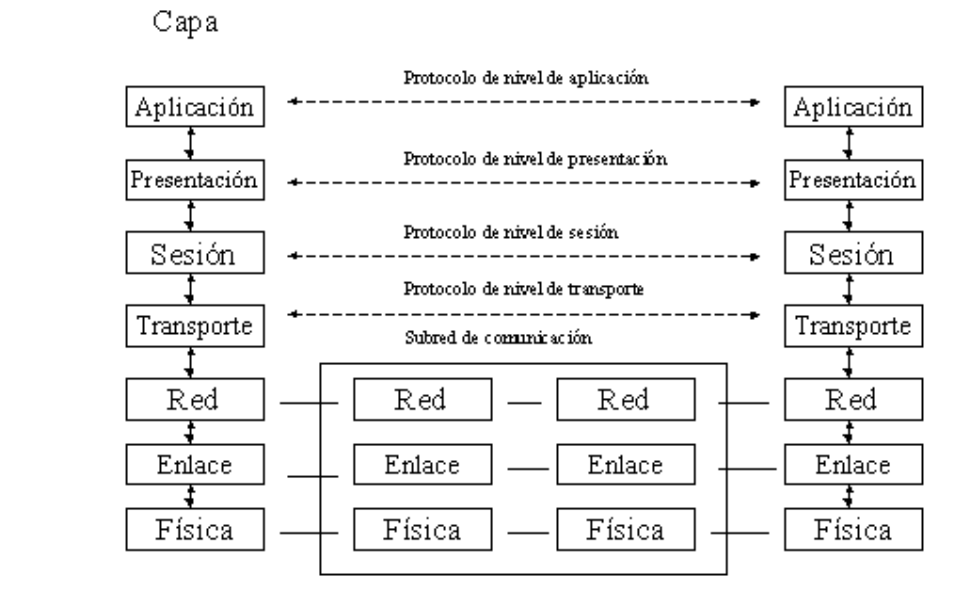 Capa
Protocolo de nivel de aplicación
Aplicación
Aplicación
Protocolo de nivel de presentación
Presentación
Presentación
Protocolo de nivel de sesión
Sesión
Sesión
Protocolo de nivel de transporte
Transporte
Transporte
Subred de comunicación
Red
Red
Red
Red
Enlace
Enlace
Enlace
Enlace
Física
Física
Física
Física